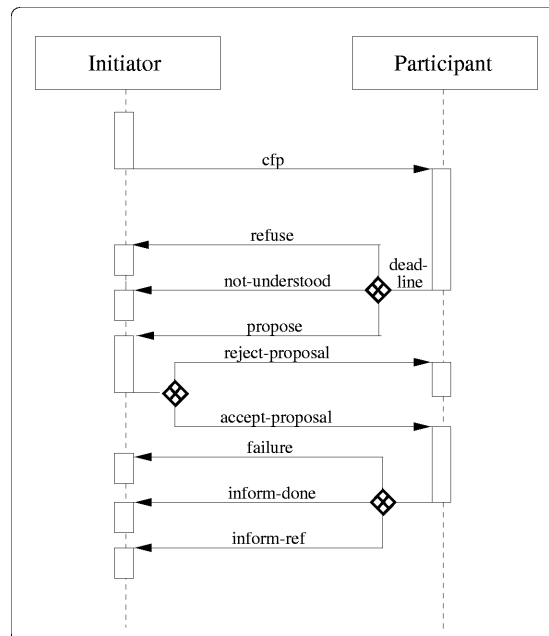 Initiator
Participant
cfp
refuse
dead-
line
not-understood
propose
reject-proposal
accept-proposal
failure
inform-done
inform-ref